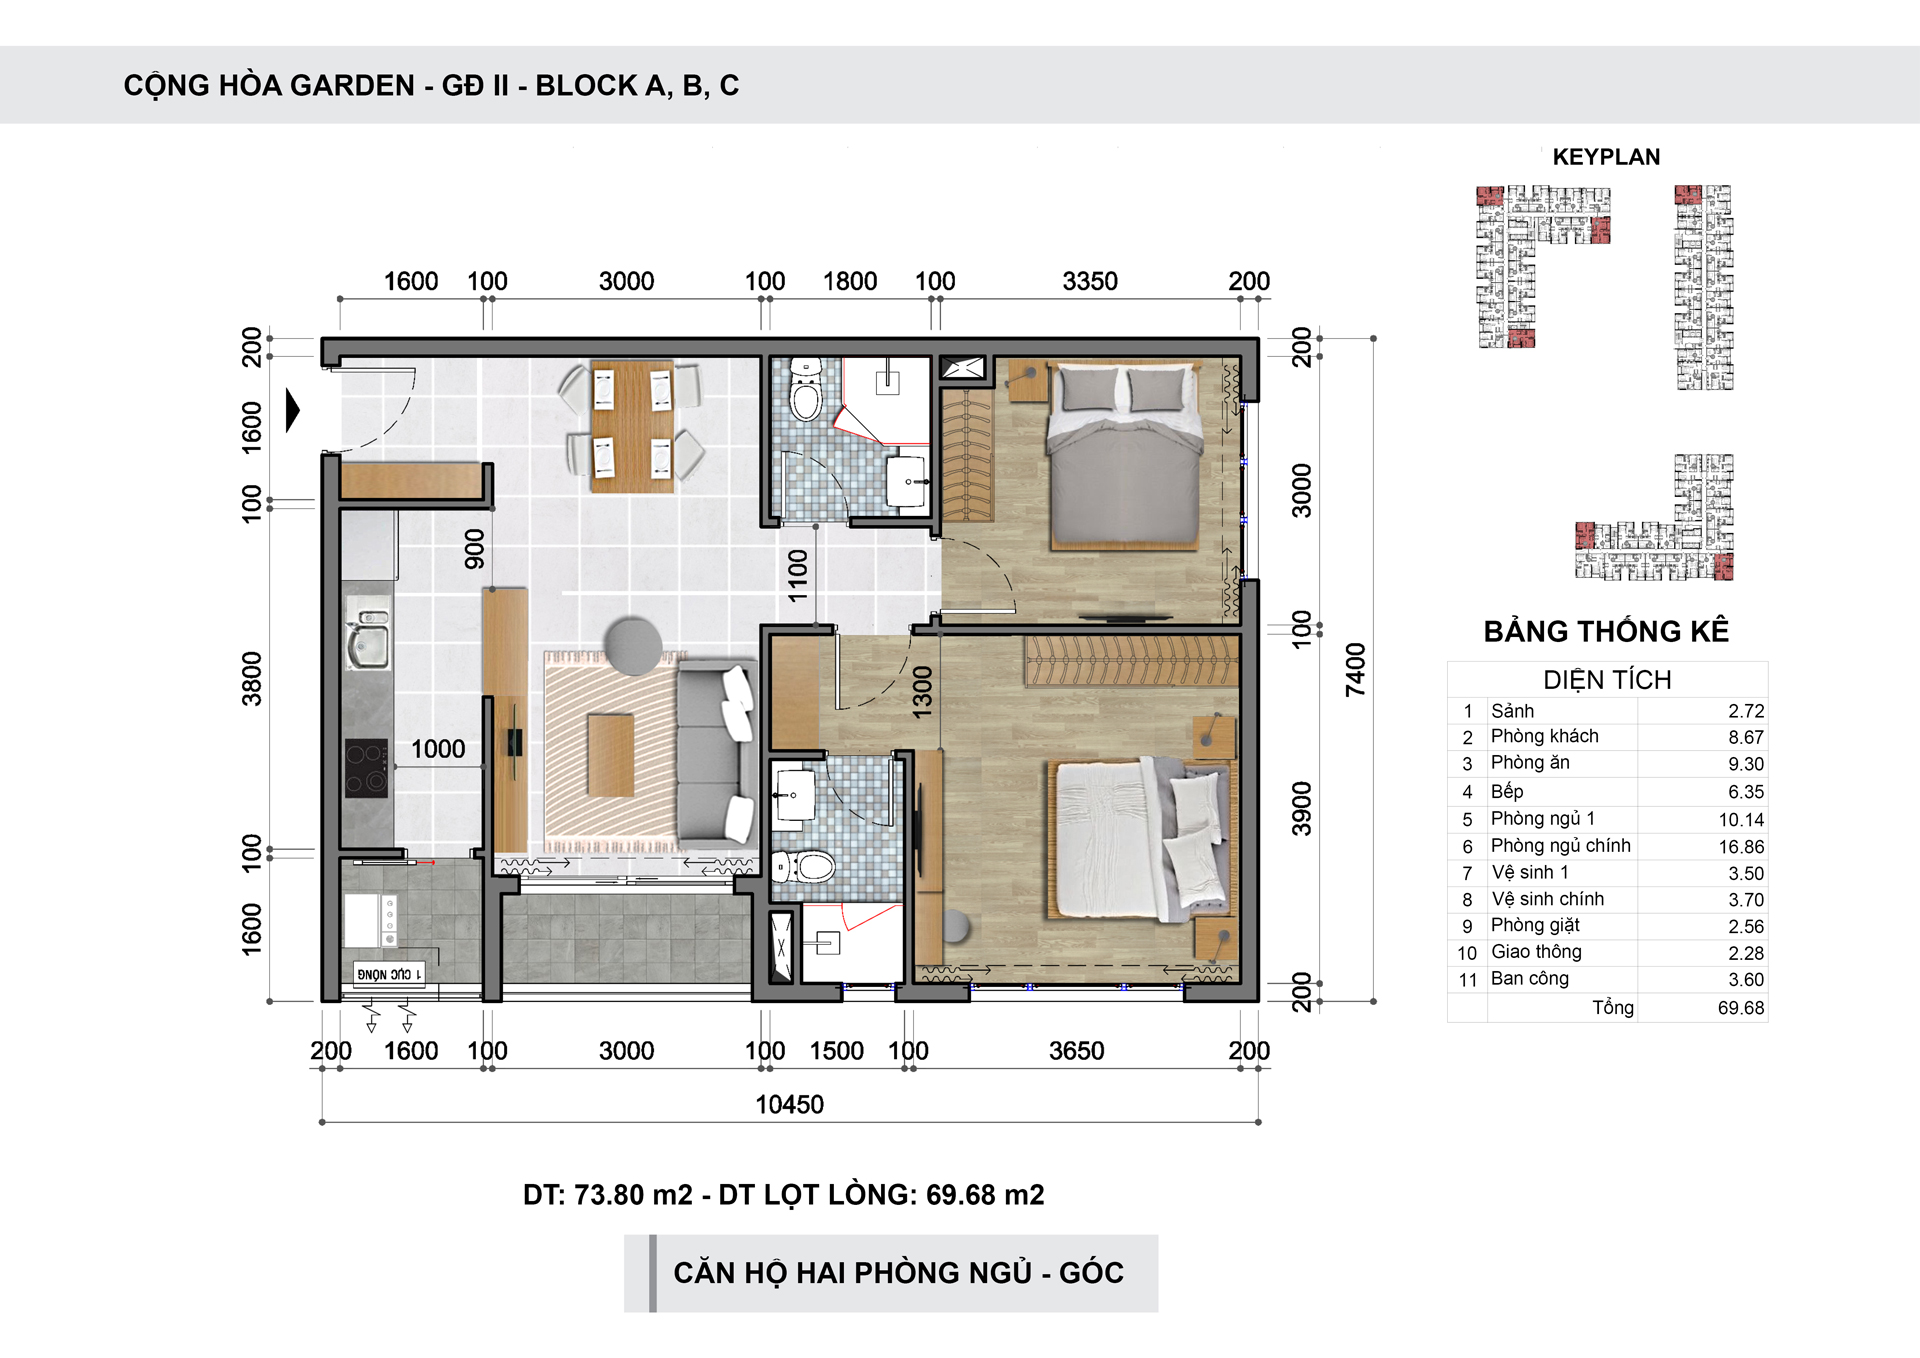 CỘNG HÒA GARDEN - GĐ II - BLOCK A, B, C
KEYPLAN
1600 100 3000 100 1800 100 3350 200
200
1600
100
3800
100
1600
900
1100
1300
1000
1 CỤC NÓNG
200
3000
100
3900
200
7400
200 1600 100 3000 100 1500 100 3650 200
10450
BẢNG THỐNG KÊ
DIỆN TÍCH
1 Sảnh 2.72
2 Phòng khách 8.67
3 Phòng ăn 9.30
4 Bếp 6.35
5 Phòng ngủ 1 10.14
6 Phòng ngủ chính 16.86
7 Vệ sinh 1 3.50
8 Vệ sinh chính 3.70
9 Phòng giặt 2.56
10 Giao thông 2.28
11 Ban công 3.60
Tổng 69.68
DT: 73.80 m2 - DT LỌT LÒNG: 69.68 m2
CĂN HỘ HAI PHÒNG NGỦ - GÓC